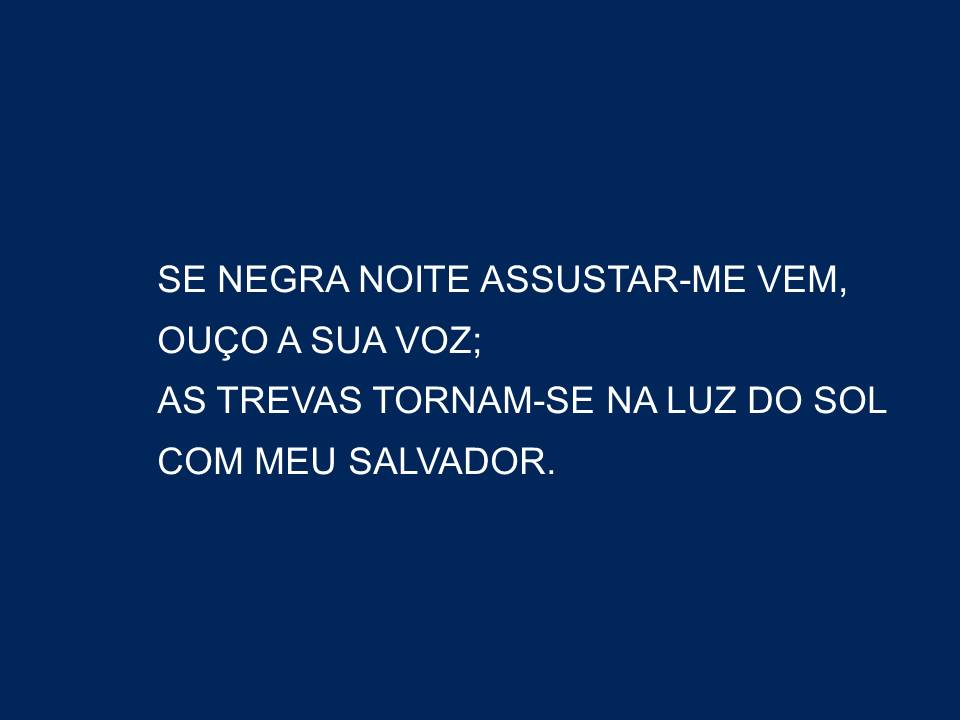 SE NEGRA NOITE ASSUSTAR-ME VEM,
OUÇO A SUA VOZ;
AS TREVAS TORNAM-SE NA LUZ DO SOL
COM MEU SALVADOR.